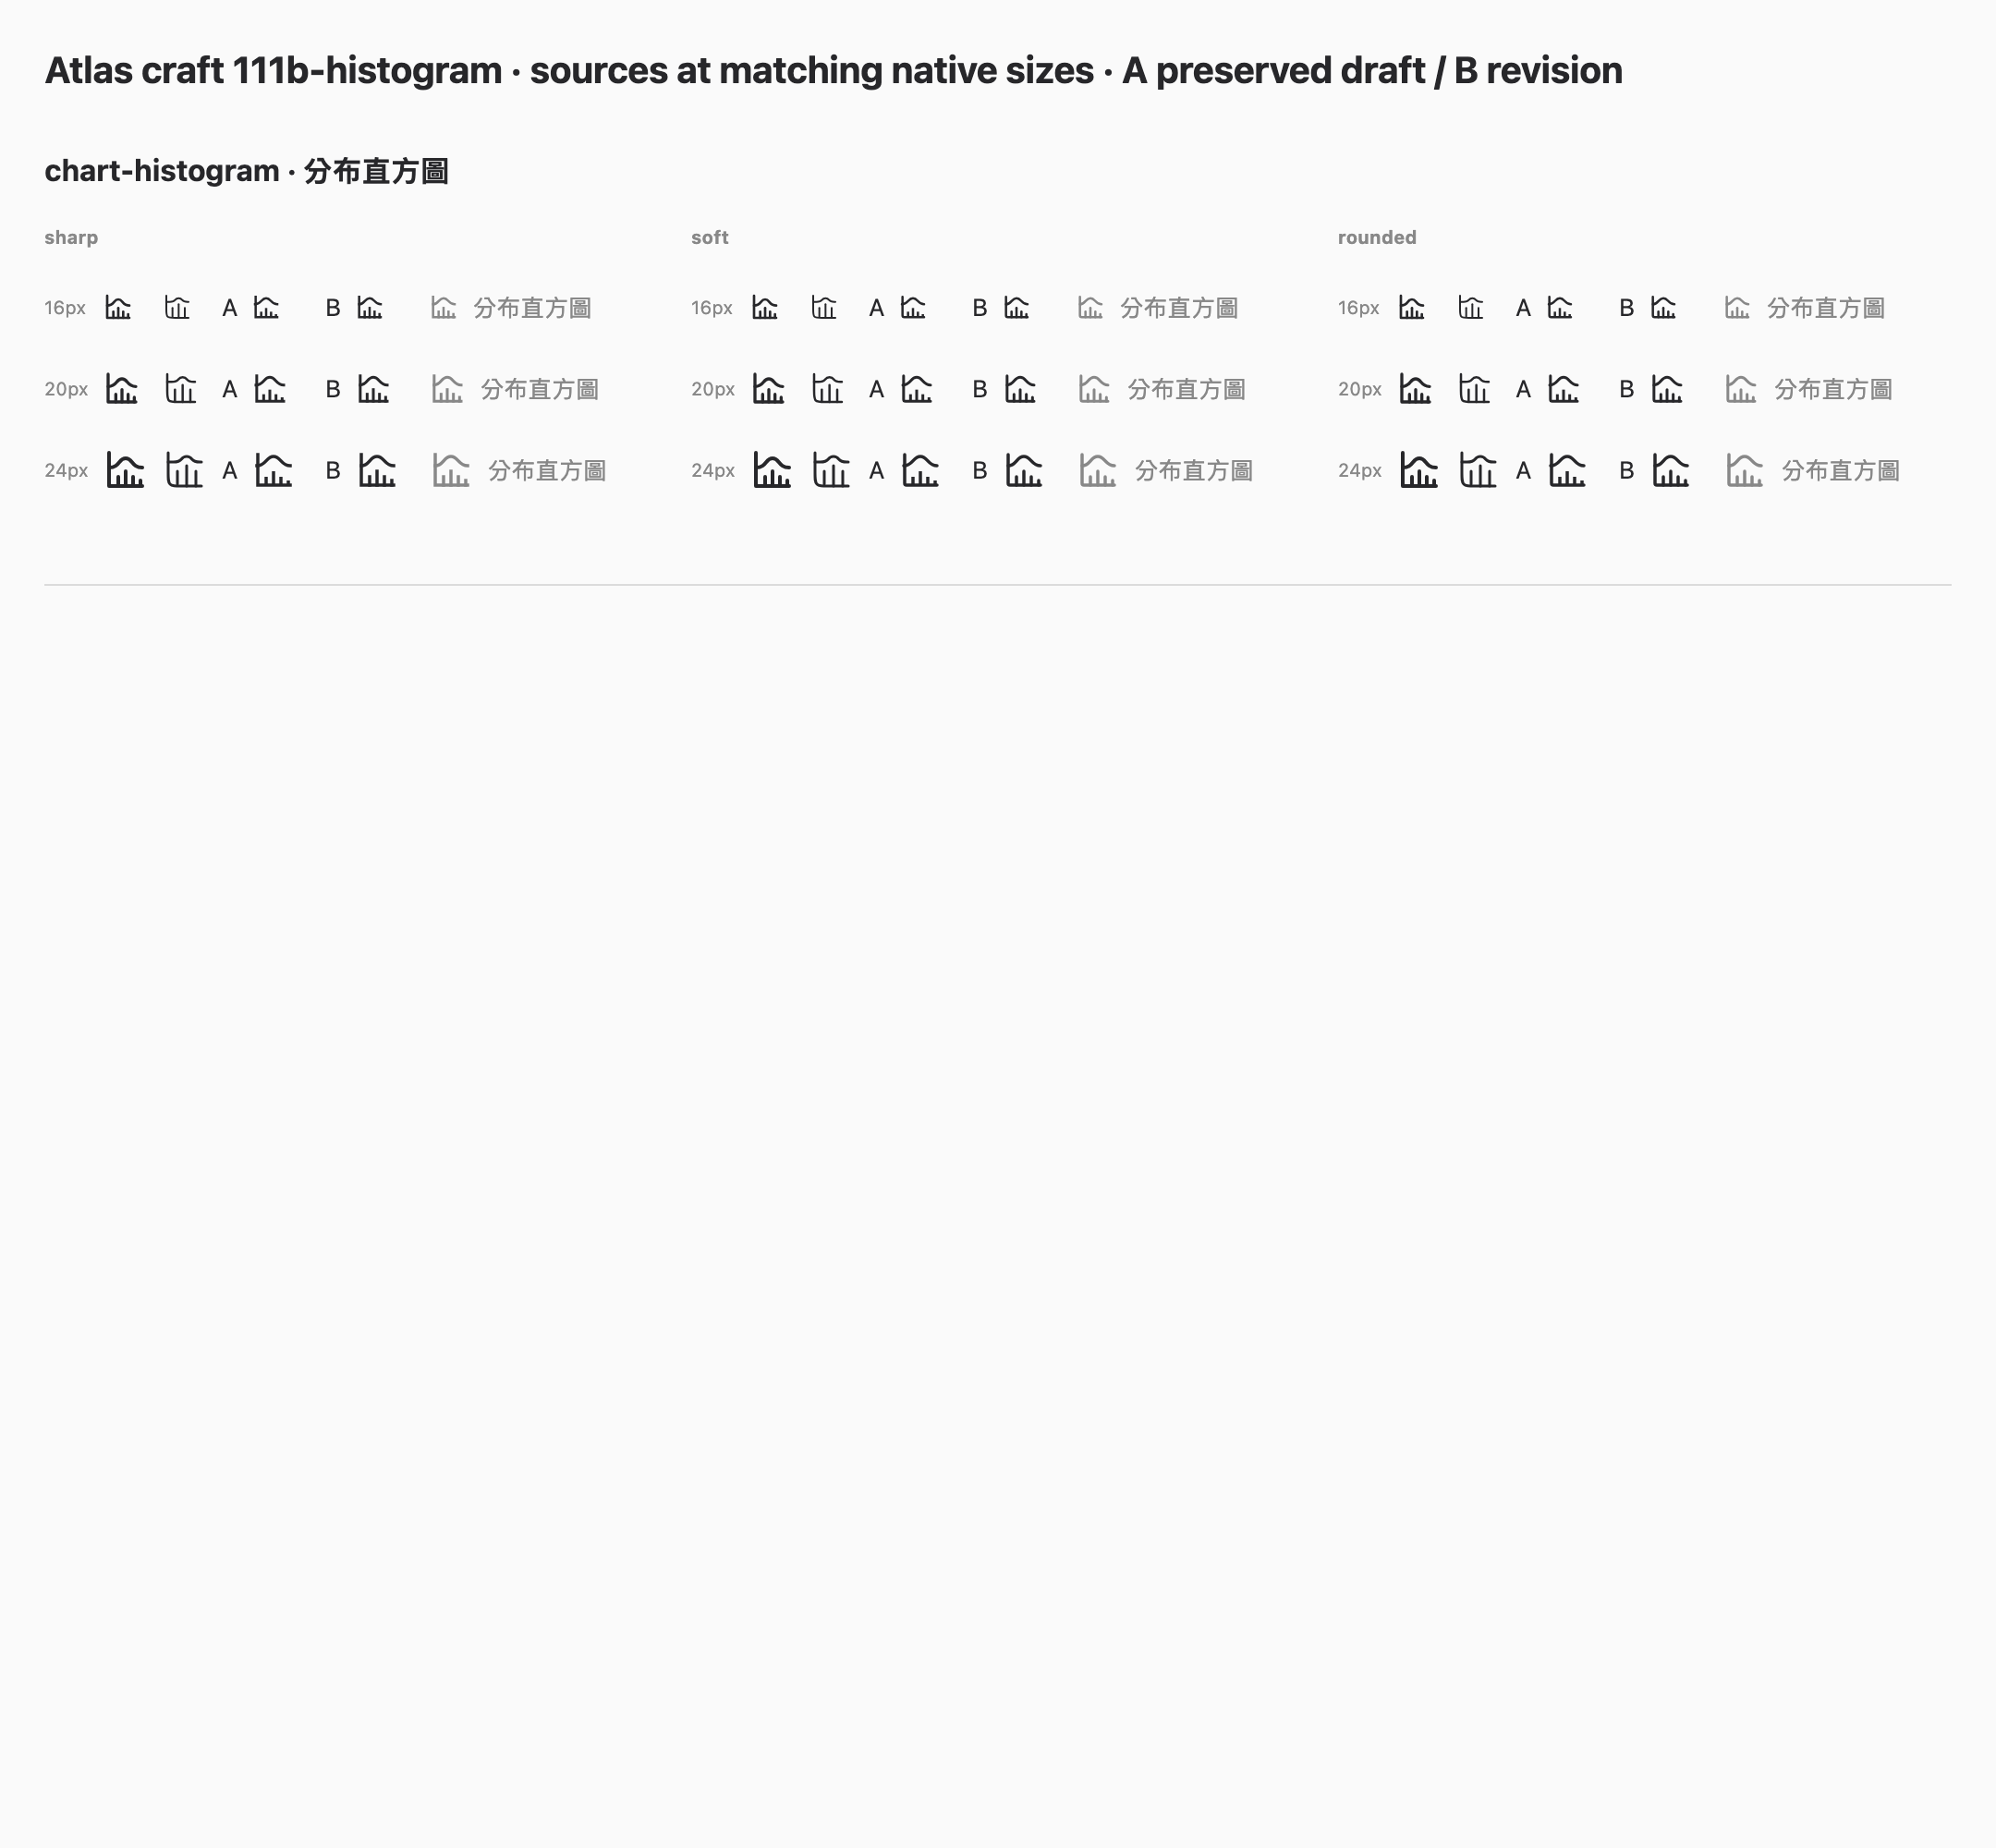 Atlas craft 111b-histogram · sources at matching native sizes · A preserved draft / B revision
chart-histogram · 分布直方圖
sharp soft rounded
16px A B 分布直方圖 16px A B 分布直方圖 16px A B 分布直方圖
20px A B 分布直方圖 20px A B 分布直方圖 20px A B 分布直方圖
24px A B 分布直方圖 24px A B 分布直方圖 24px A B 分布直方圖